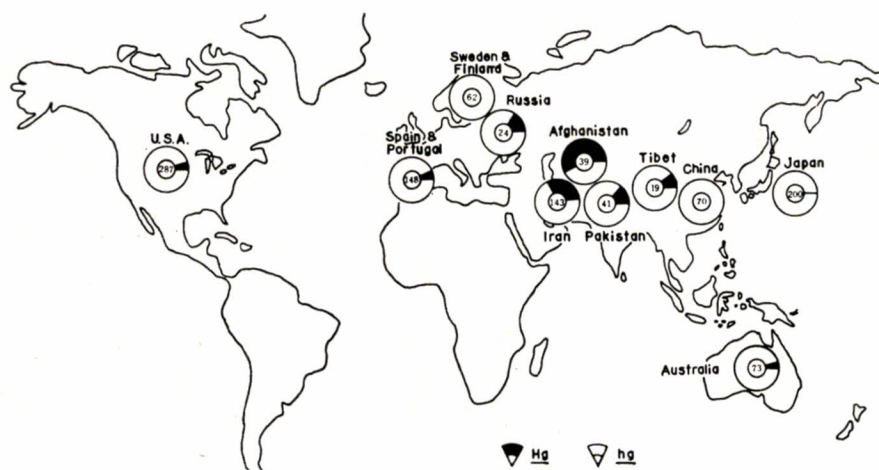 Sweden &
Finland
62
Russia
24
U.S.A.
287
Spain &
Portugal
148
Afghanistan
39
Tibet
19
China
70
Japan
200
143
Iran
41
Pakistan
Australia
73
Hg
hg